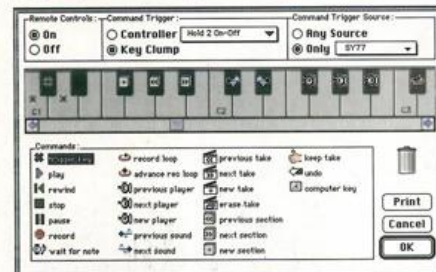 Remote Controls:
On
Off
Command Trigger:
Controller Hold 2 On-Off
Key Clump
Command Trigger Source:
Any Source
Only SY77
C1 C2 C3
Commands:
trigger key
play
rewind
stop
pause
record
wait for note
record loop
advance rec loop
previous player
next player
new player
previous sound
next sound
previous take
next take
new take
erase take
previous section
next section
new section
keep take
undo
computer key
Print
Cancel
OK